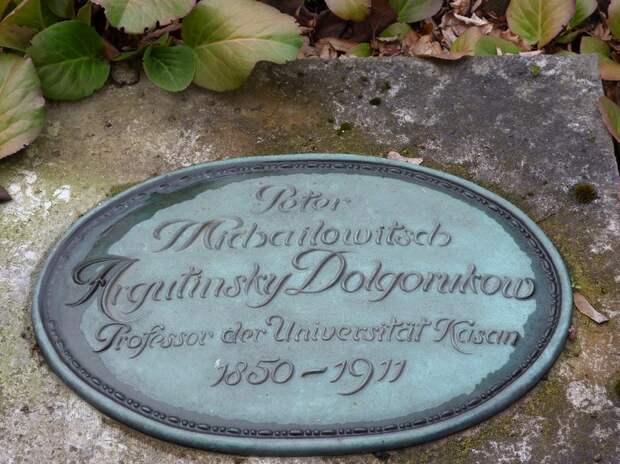 Peter
Michailowitsch
Argutinsky Dolgorukow
Professor der Universität Kasan
1850 – 1911